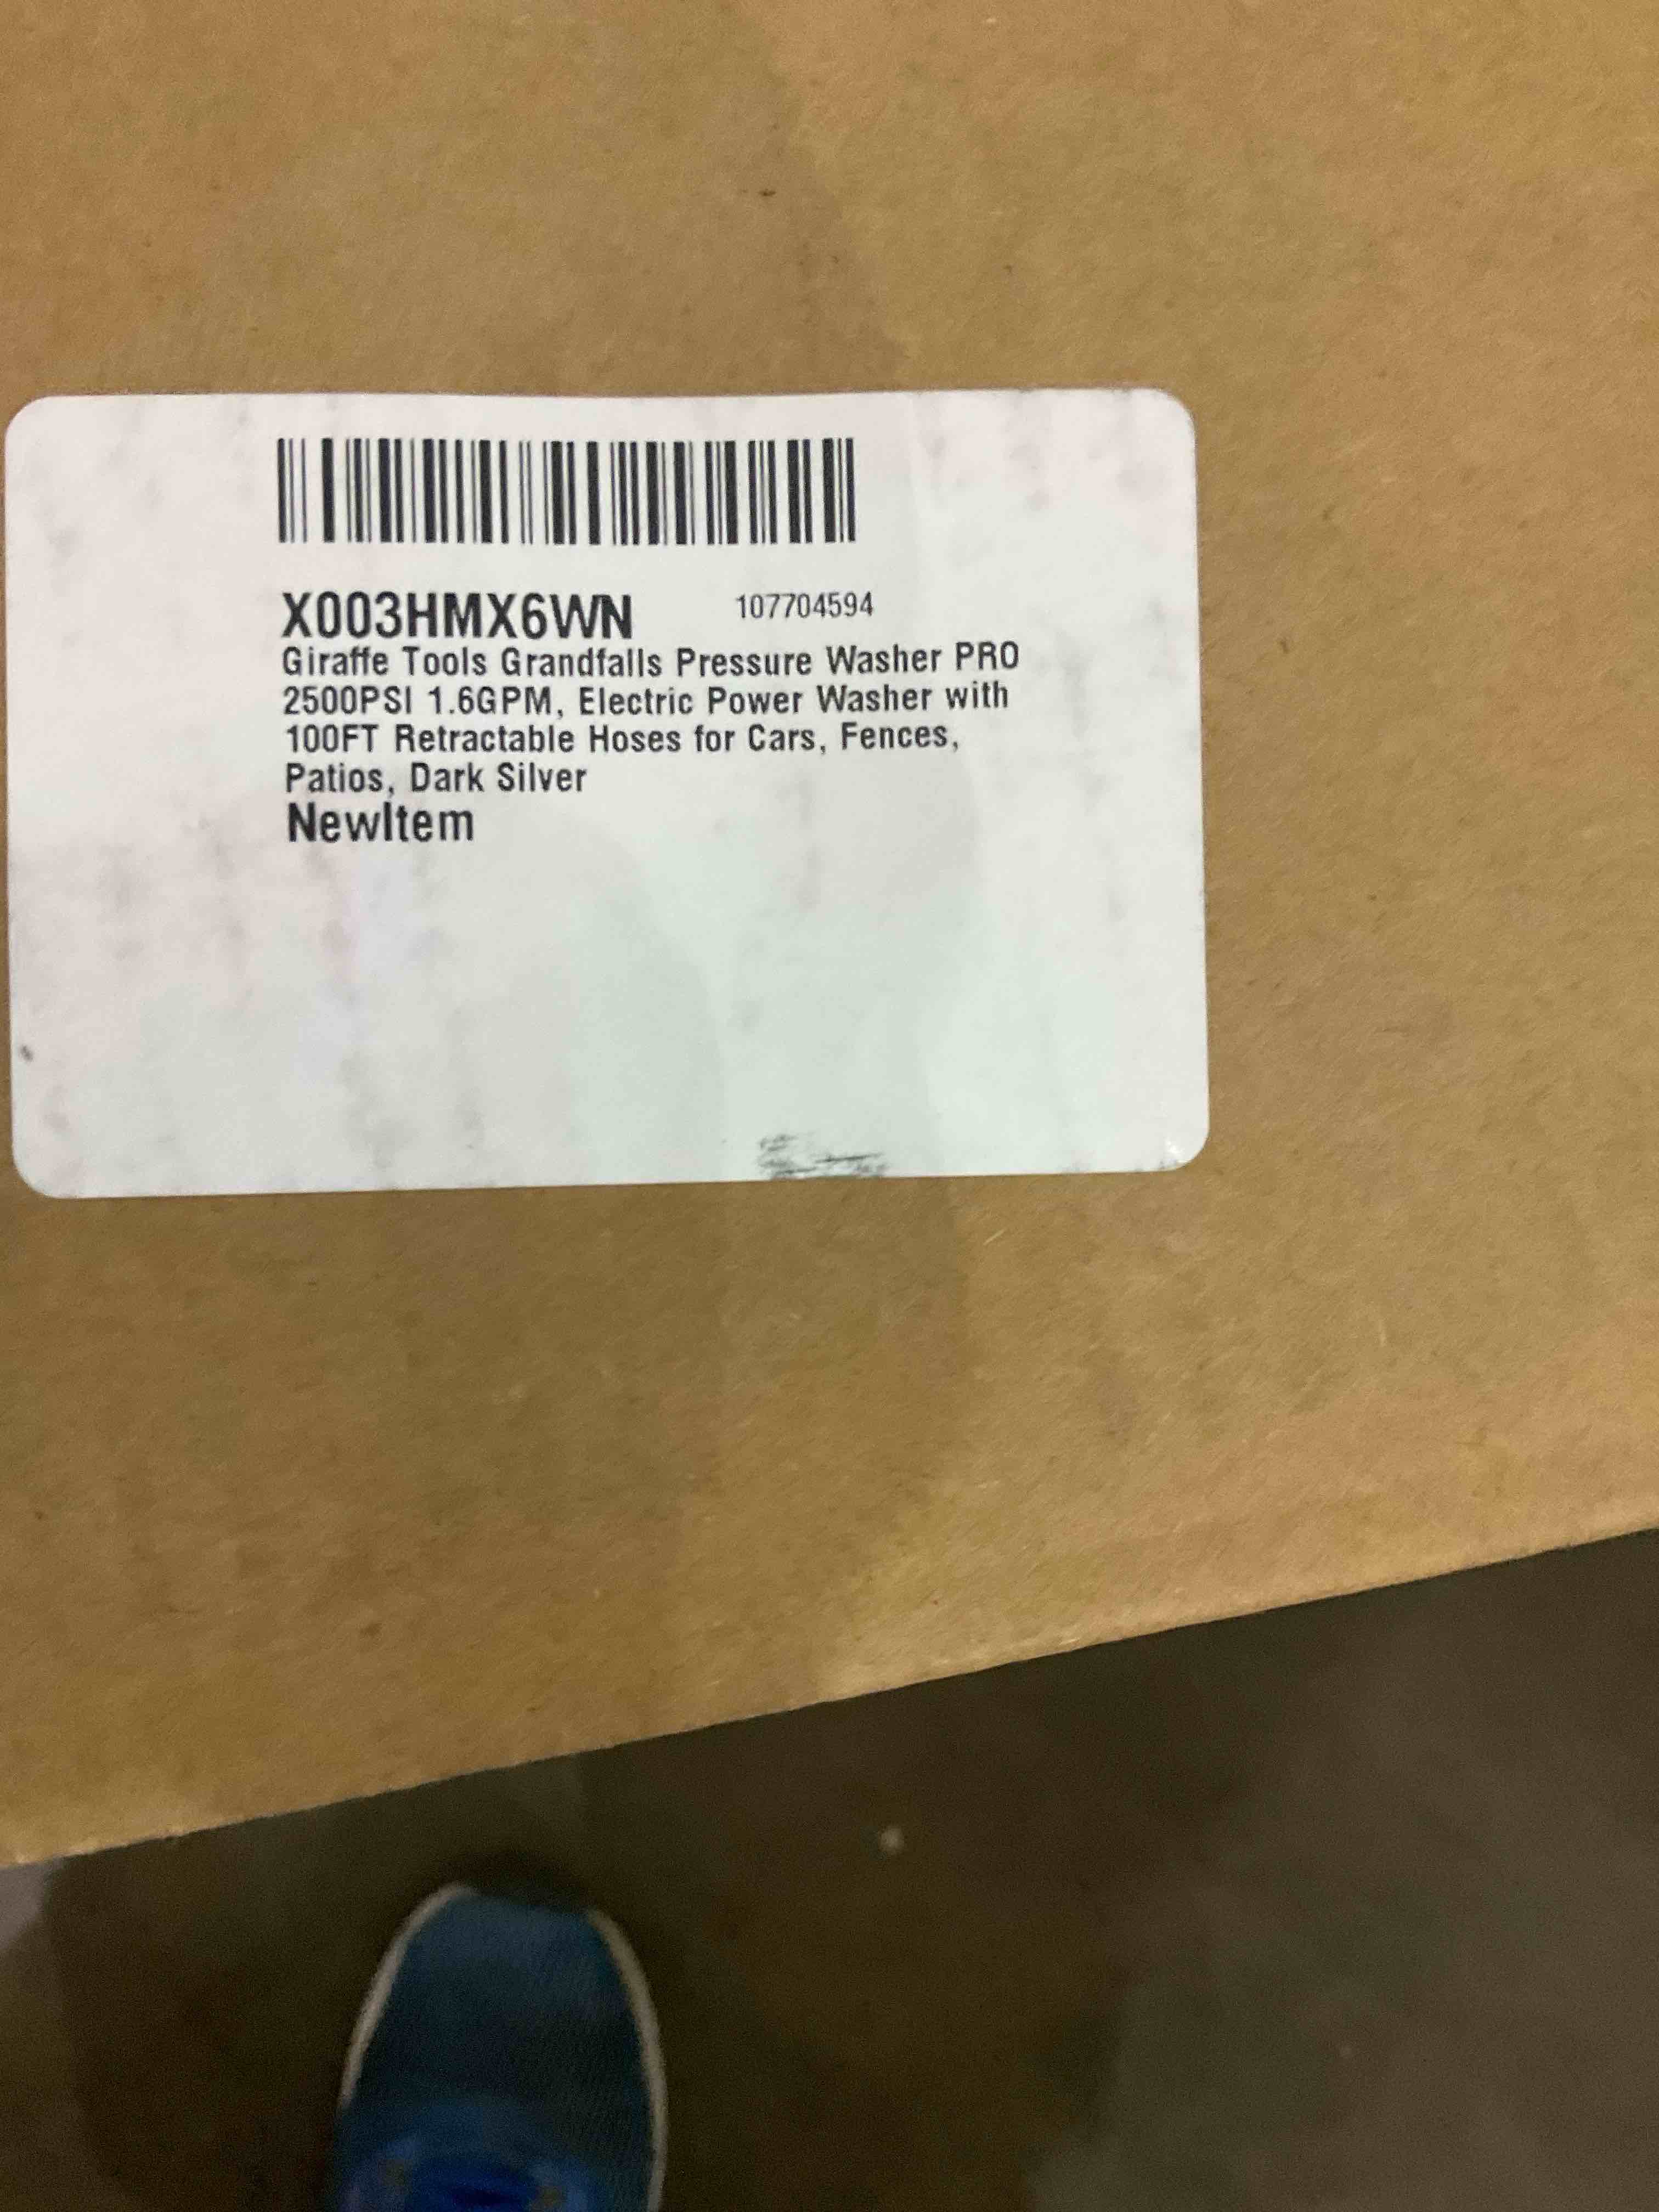 X003HMX6WN 107704594
Giraffe Tools Grandfalls Pressure Washer PRO
2500PSI 1.6GPM, Electric Power Washer with
100FT Retractable Hoses for Cars, Fences,
Patios, Dark Silver
NewItem